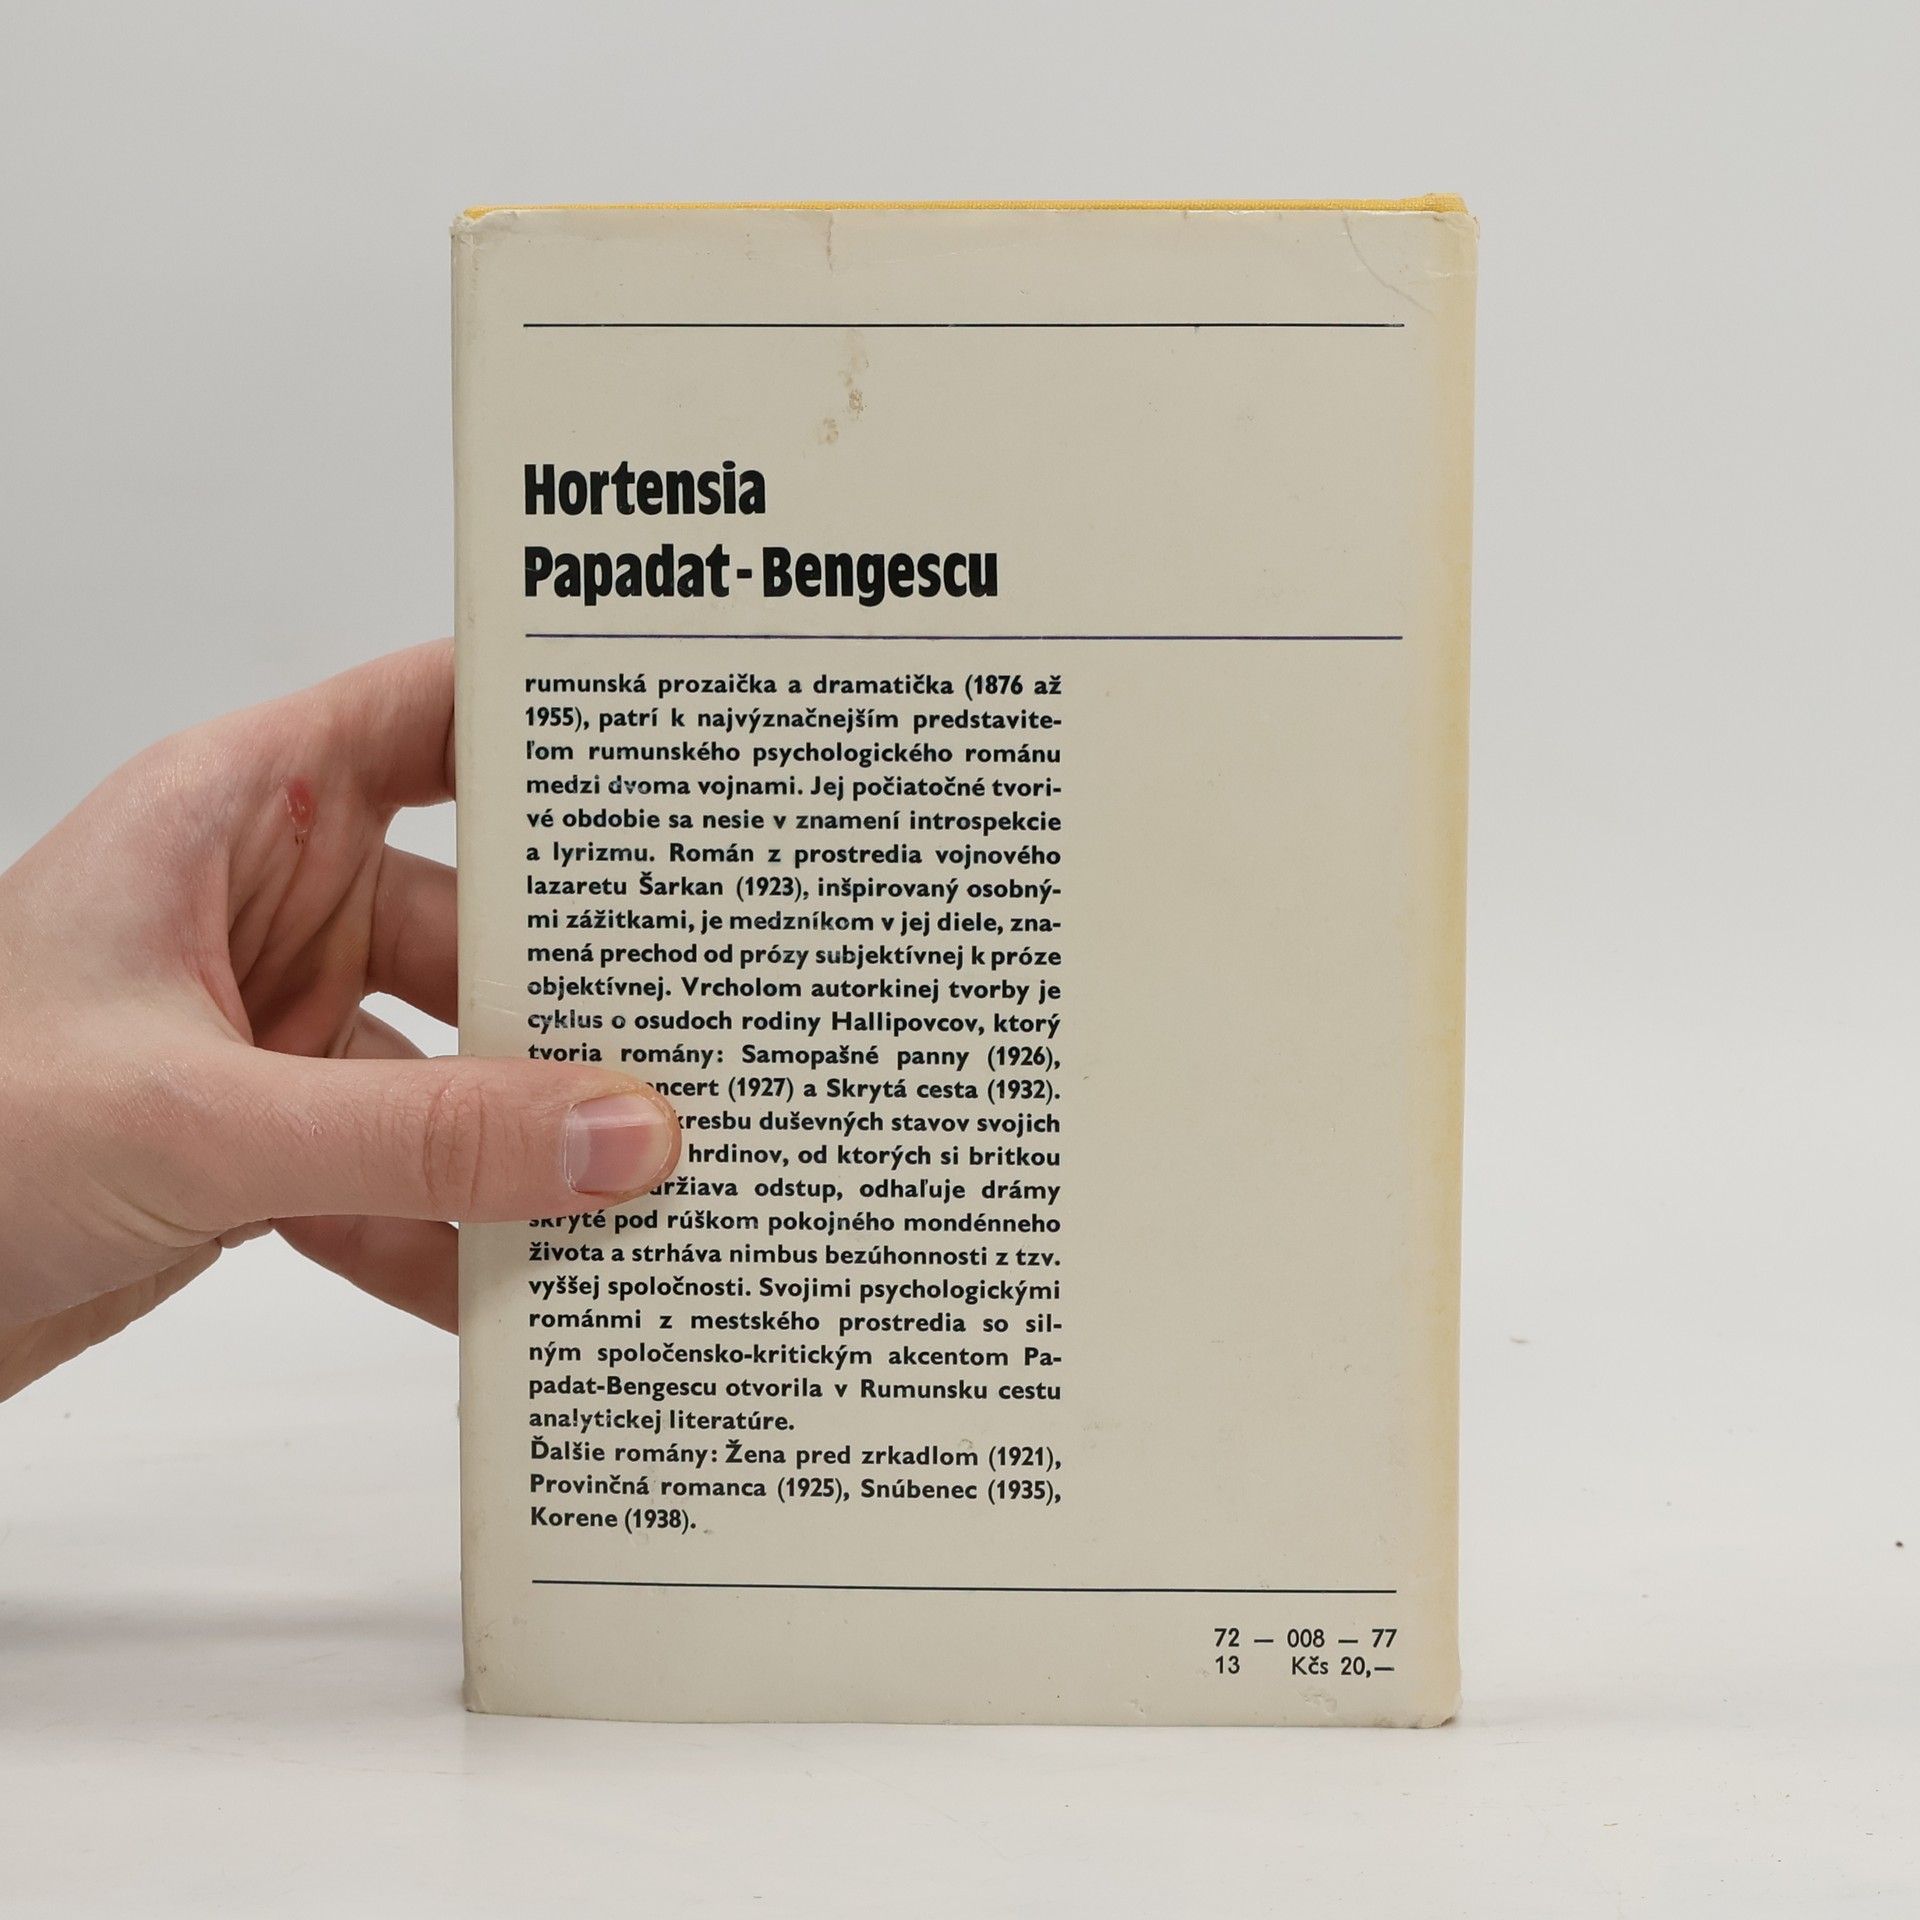 Hortensia
Papadat-Bengescu
rumunská prozaička a dramatička (1876 až
1955), patrí k najvýznačnejším predstavite-
ľom rumunského psychologického románu
medzi dvoma vojnami. Jej počiatočné tvori-
vé obdobie sa nesie v znamení introspekcie
a lyrizmu. Román z prostredia vojnového
lazaretu Šarkan (1923), inšpirovaný osobný-
mi zážitkami, je medzníkom v jej diele, zna-
mená prechod od prózy subjektívnej k próze
objektívnej. Vrcholom autorkinej tvorby je
cyklus o osudoch rodiny Hallipovcov, ktorý
tvoria romány: Samopašné panny (1926),
(1927) a Skrytá cesta (1932).
duševných stavov svojich
hrdinov, od ktorých si britkou
odstup, odhaľuje drámy
skryté pod rúškom pokojného mondénneho
života a strháva nimbus bezúhonnosti z tzv.
vyššej spoločnosti. Svojimi psychologickými
románmi z mestského prostredia so sil-
ným spoločensko-kritickým akcentom Pa-
padat-Bengescu otvorila v Rumunsku cestu
analytickej literatúre.
Ďalšie romány: Žena pred zrkadlom (1921),
Provinčná romanca (1925), Snúbenec (1935),
Korene (1938).
72 — 008 — 77
13 Kčs 20,—